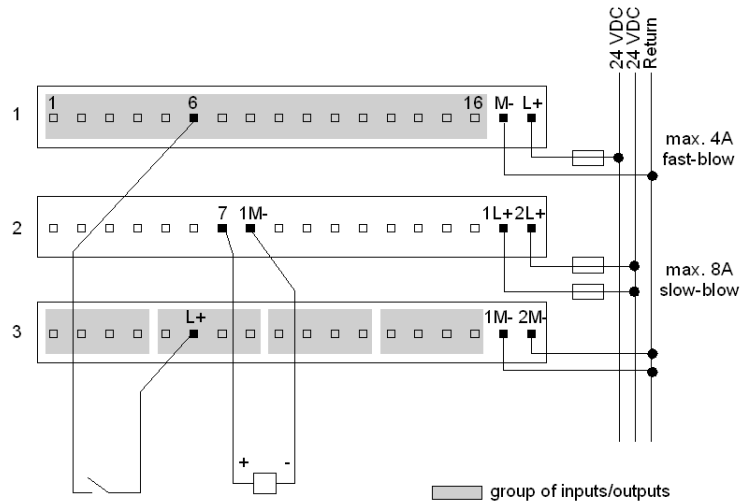 24 VDC
24 VDC
Return
1
1
6
16
M-
L+
max. 4A
fast-blow
2
7
1M-
1L+
2L+
max. 8A
slow-blow
3
L+
1M-
2M-
+
-
group of inputs/outputs